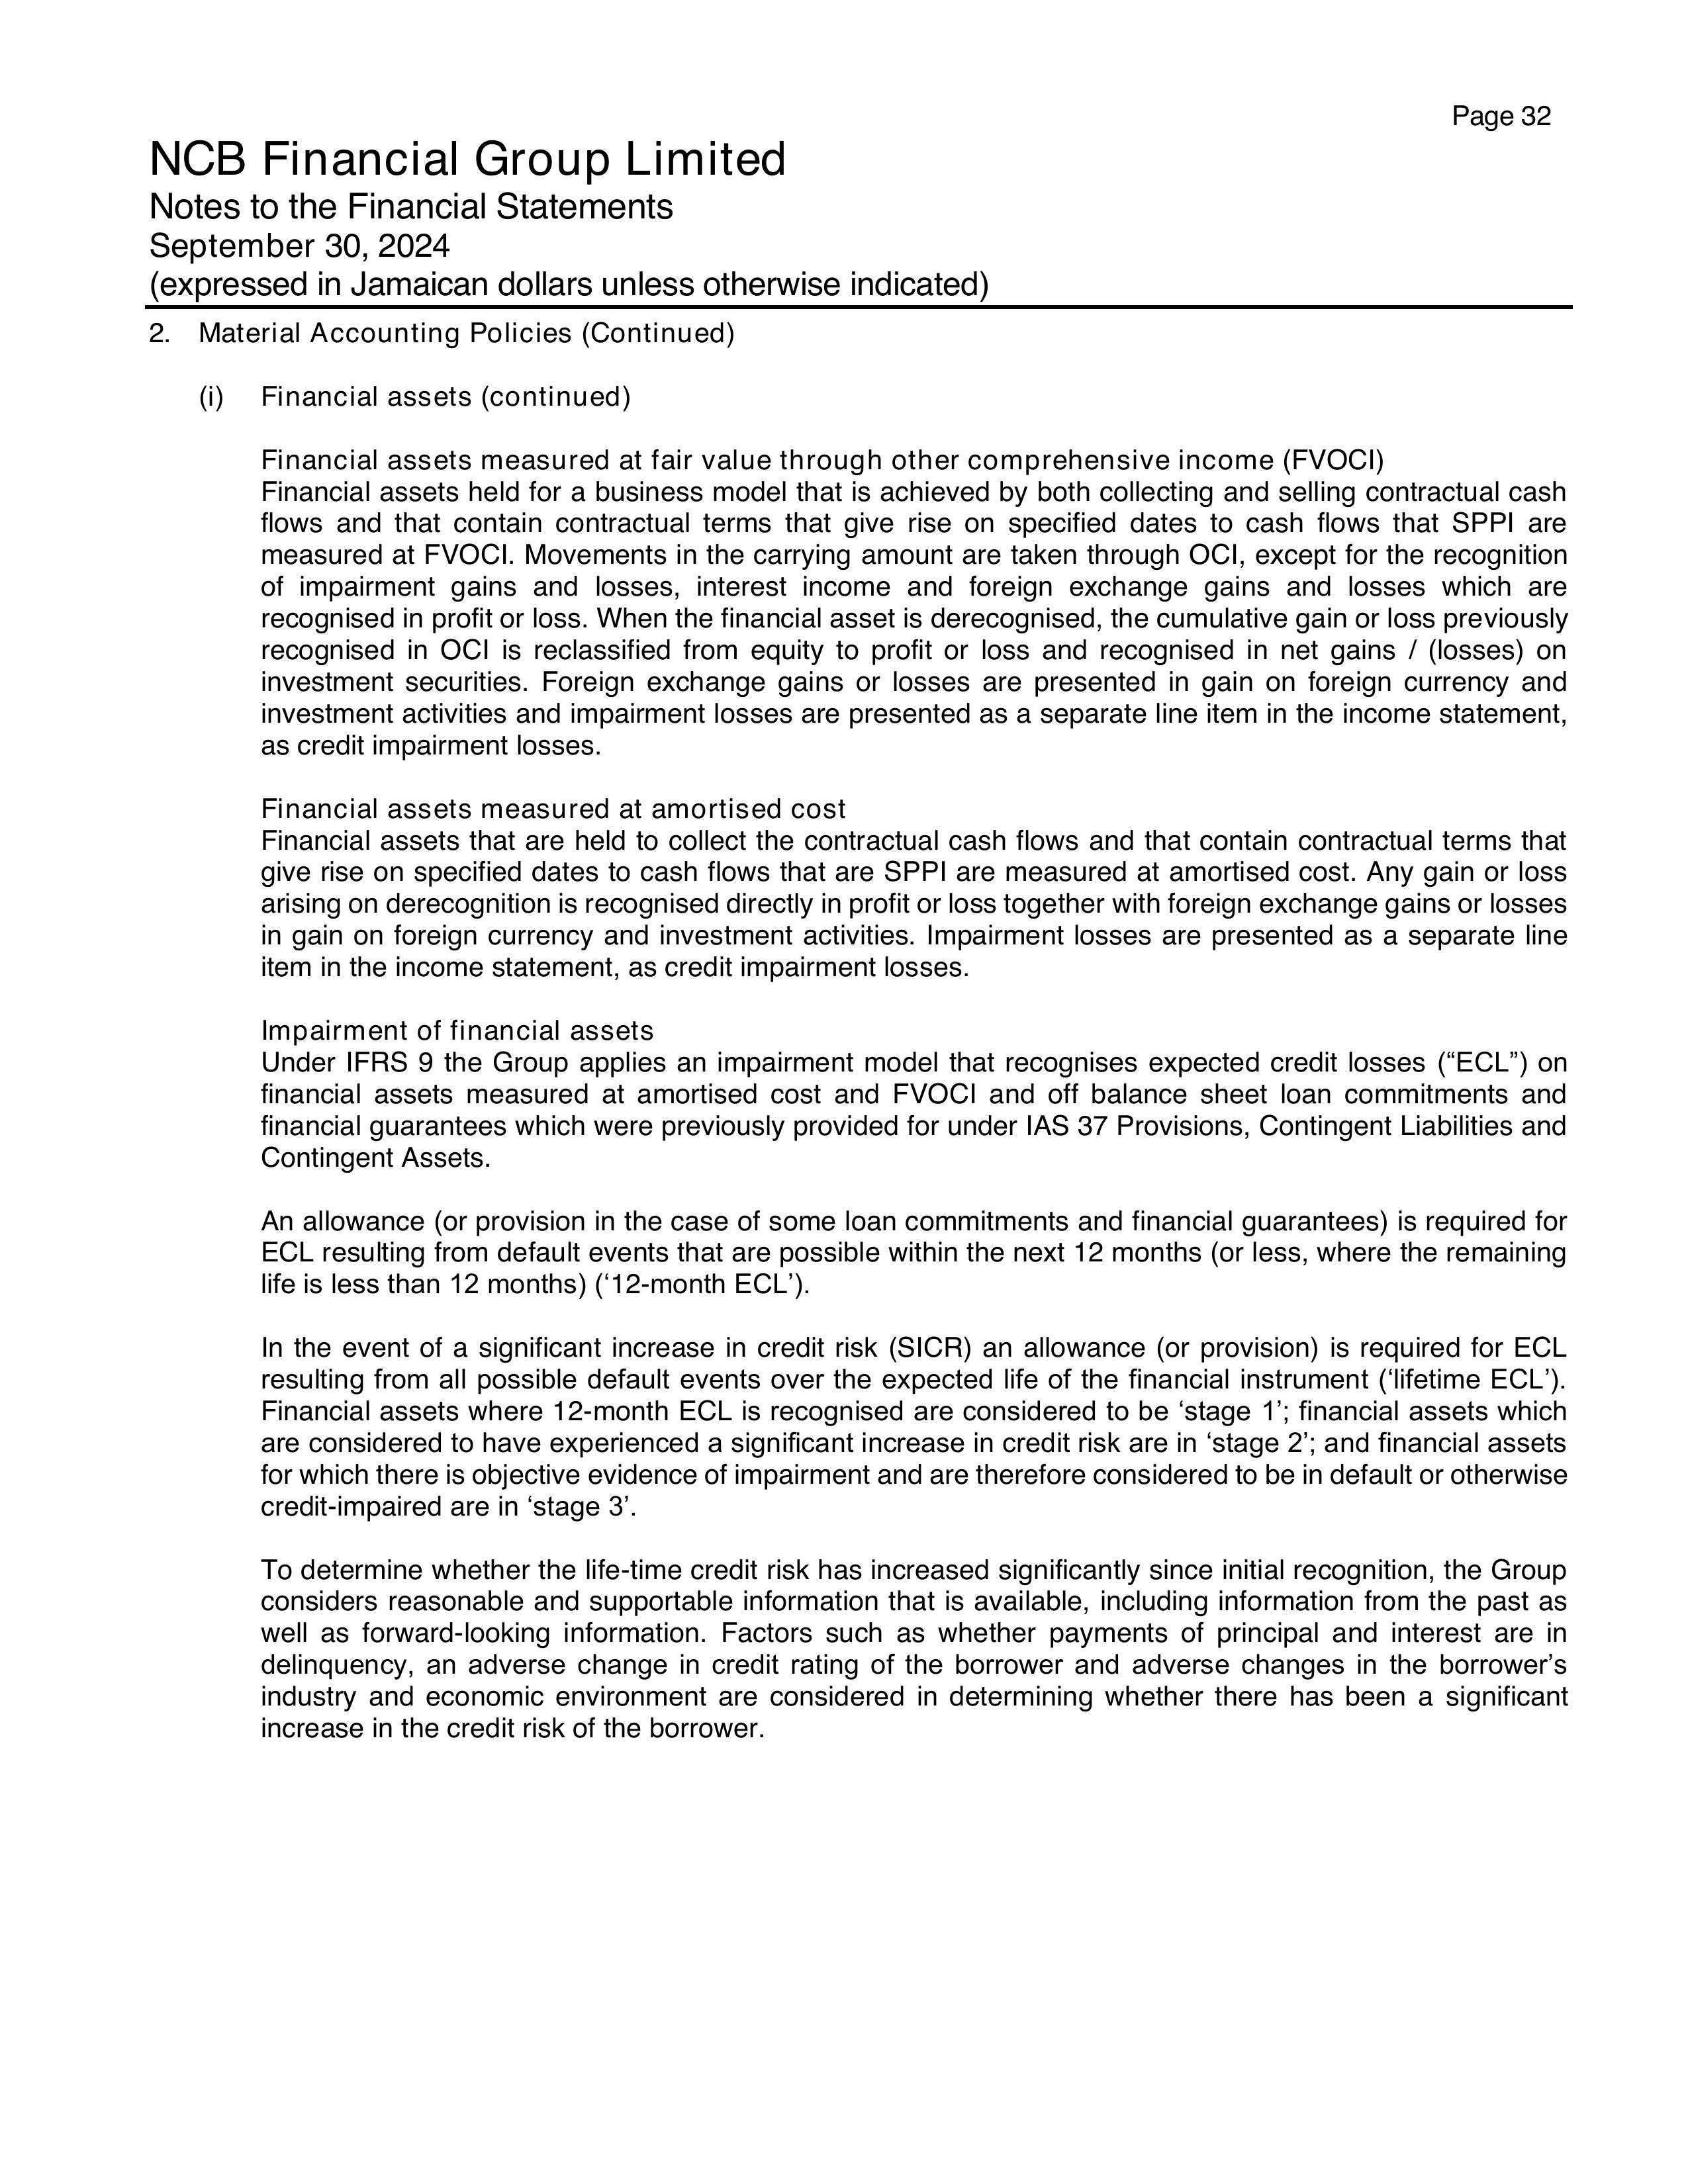 Page 32
NCB Financial Group Limited
Notes to the Financial Statements
September 30, 2024
(expressed in Jamaican dollars unless otherwise indicated)
2. Material Accounting Policies (Continued)
(i) Financial assets (continued)
Financial assets measured at fair value through other comprehensive income (FVOCI)
Financial assets held for a business model that is achieved by both collecting and selling contractual cash
flows and that contain contractual terms that give rise on specified dates to cash flows that SPPI are
measured at FVOCI. Movements in the carrying amount are taken through OCI, except for the recognition
of impairment gains and losses, interest income and foreign exchange gains and losses which are
recognised in profit or loss. When the financial asset is derecognised, the cumulative gain or loss previously
recognised in OCI is reclassified from equity to profit or loss and recognised in net gains / (losses) on
investment securities. Foreign exchange gains or losses are presented in gain on foreign currency and
investment activities and impairment losses are presented as a separate line item in the income statement,
as credit impairment losses.
Financial assets measured at amortised cost
Financial assets that are held to collect the contractual cash flows and that contain contractual terms that
give rise on specified dates to cash flows that are SPPI are measured at amortised cost. Any gain or loss
arising on derecognition is recognised directly in profit or loss together with foreign exchange gains or losses
in gain on foreign currency and investment activities. Impairment losses are presented as a separate line
item in the income statement, as credit impairment losses.
Impairment of financial assets
Under IFRS 9 the Group applies an impairment model that recognises expected credit losses (“ECL”) on
financial assets measured at amortised cost and FVOCI and off balance sheet loan commitments and
financial guarantees which were previously provided for under IAS 37 Provisions, Contingent Liabilities and
Contingent Assets.
An allowance (or provision in the case of some loan commitments and financial guarantees) is required for
ECL resulting from default events that are possible within the next 12 months (or less, where the remaining
life is less than 12 months) (‘12-month ECL’).
In the event of a significant increase in credit risk (SICR) an allowance (or provision) is required for ECL
resulting from all possible default events over the expected life of the financial instrument (‘lifetime ECL’).
Financial assets where 12-month ECL is recognised are considered to be ‘stage 1’; financial assets which
are considered to have experienced a significant increase in credit risk are in ‘stage 2’; and financial assets
for which there is objective evidence of impairment and are therefore considered to be in default or otherwise
credit-impaired are in ‘stage 3’.
To determine whether the life-time credit risk has increased significantly since initial recognition, the Group
considers reasonable and supportable information that is available, including information from the past as
well as forward-looking information. Factors such as whether payments of principal and interest are in
delinquency, an adverse change in credit rating of the borrower and adverse changes in the borrower’s
industry and economic environment are considered in determining whether there has been a significant
increase in the credit risk of the borrower.